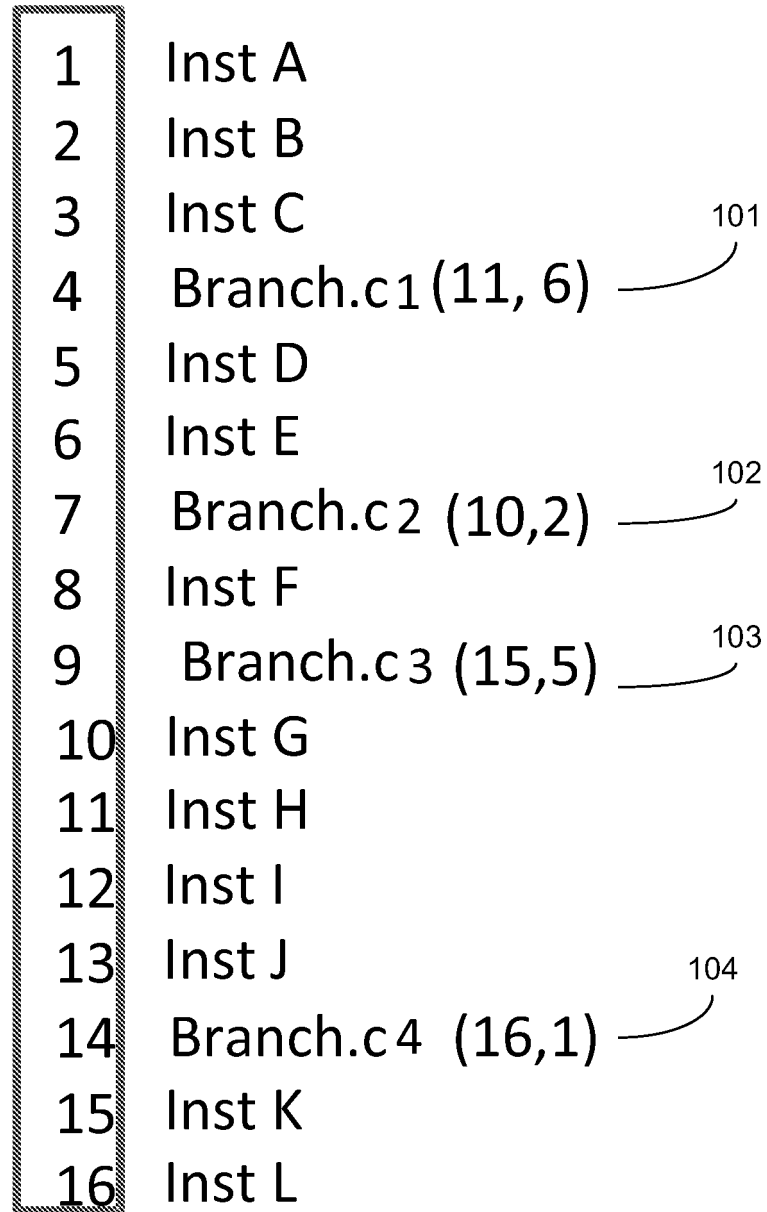 1 Inst A
2 Inst B
3 Inst C
101
4 Branch.c1 (11, 6)
5 Inst D
6 Inst E
102
7 Branch.c2 (10,2)
8 Inst F
103
9 Branch.c3 (15,5)
10 Inst G
11 Inst H
12 Inst I
13 Inst J
104
14 Branch.c4 (16,1)
15 Inst K
16 Inst L